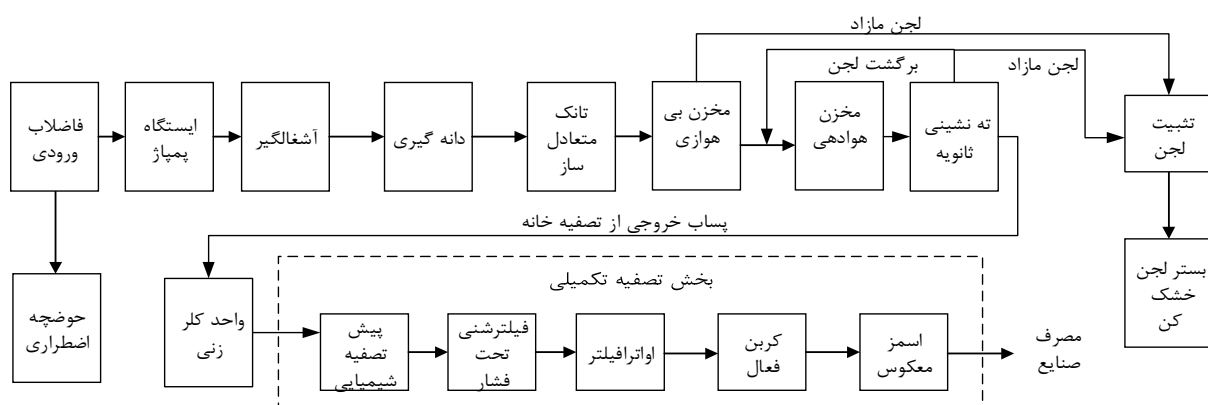 لجن مازاد
برگشت لجن
لجن مازاد
فاضلاب
ورودی
ایستگاه
پمپاژ
آشغالگیر
دانه گیری
تانک
متعادل
ساز
مخزن بی
هوازی
مخزن
هوادهی
ته نشینی
ثانویه
تثبیت
لجن
پساب خروجی از تصفیه خانه
حوضچه
اضطراری
واحد کلر
زنی
بخش تصفیه تکمیلی
پیش
تصفیه
شیمیایی
فیلترشنی
تحت
فشار
اواترافیلتر
کربن
فعال
اسمز
معکوس
مصرف
صنایع
بستر لجن
خشک
کن